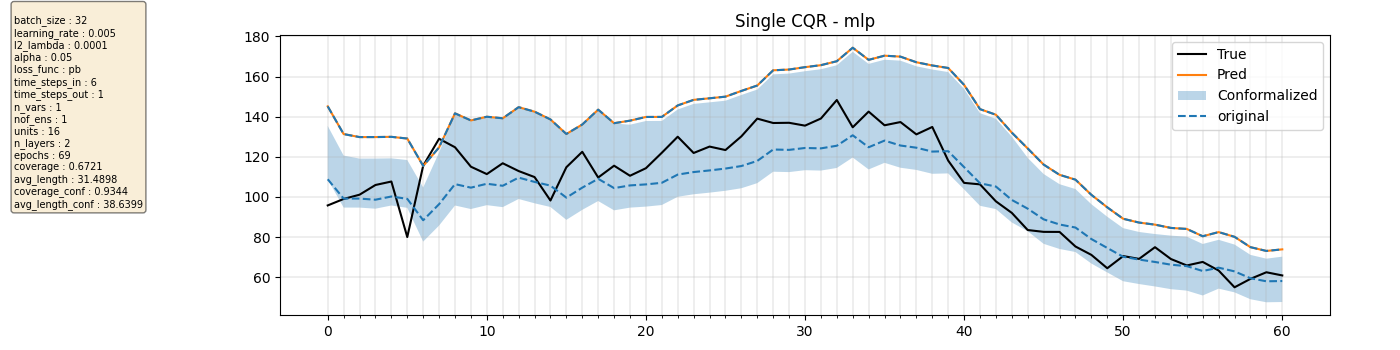 batch_size : 32
learning_rate : 0.005
l2_lambda : 0.0001
alpha : 0.05
loss_func : pb
time_steps_in : 6
time_steps_out : 1
n_vars : 1
nof_ens : 1
units : 16
n_layers : 2
epochs : 69
coverage : 0.6721
avg_length : 31.4898
coverage_conf : 0.9344
avg_length_conf : 38.6399
Single CQR - mlp
180
160
140
120
100
80
60
True
Pred
Conformalized
original
0 10 20 30 40 50 60